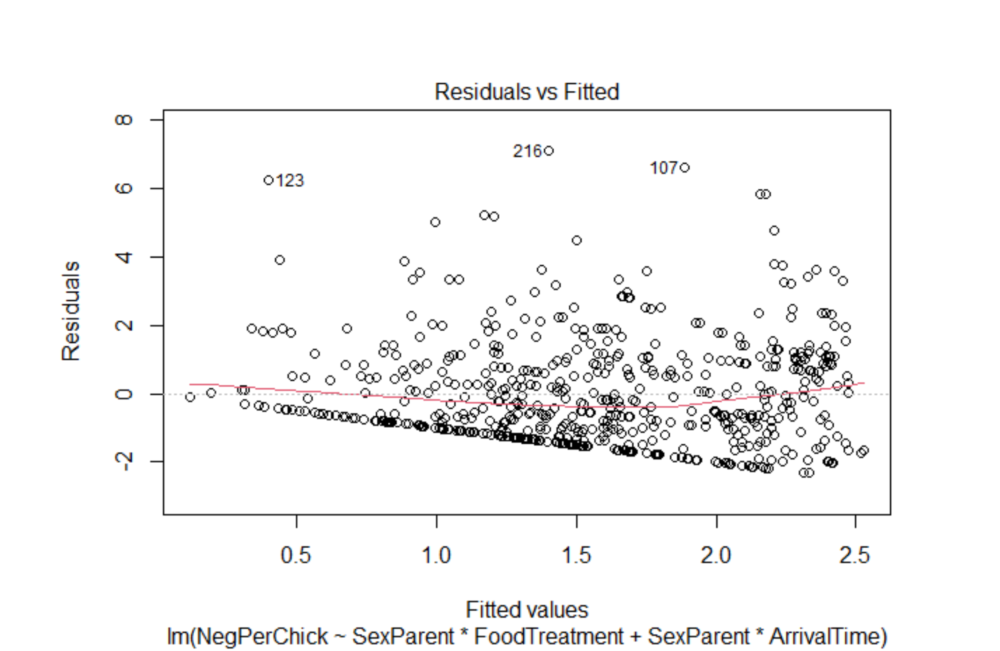 Residuals vs Fitted
8
6
4
2
0
-2
Residuals
216
107
123
0.5 1.0 1.5 2.0 2.5
Fitted values
lm(NegPerChick ~ SexParent * FoodTreatment + SexParent * ArrivalTime)